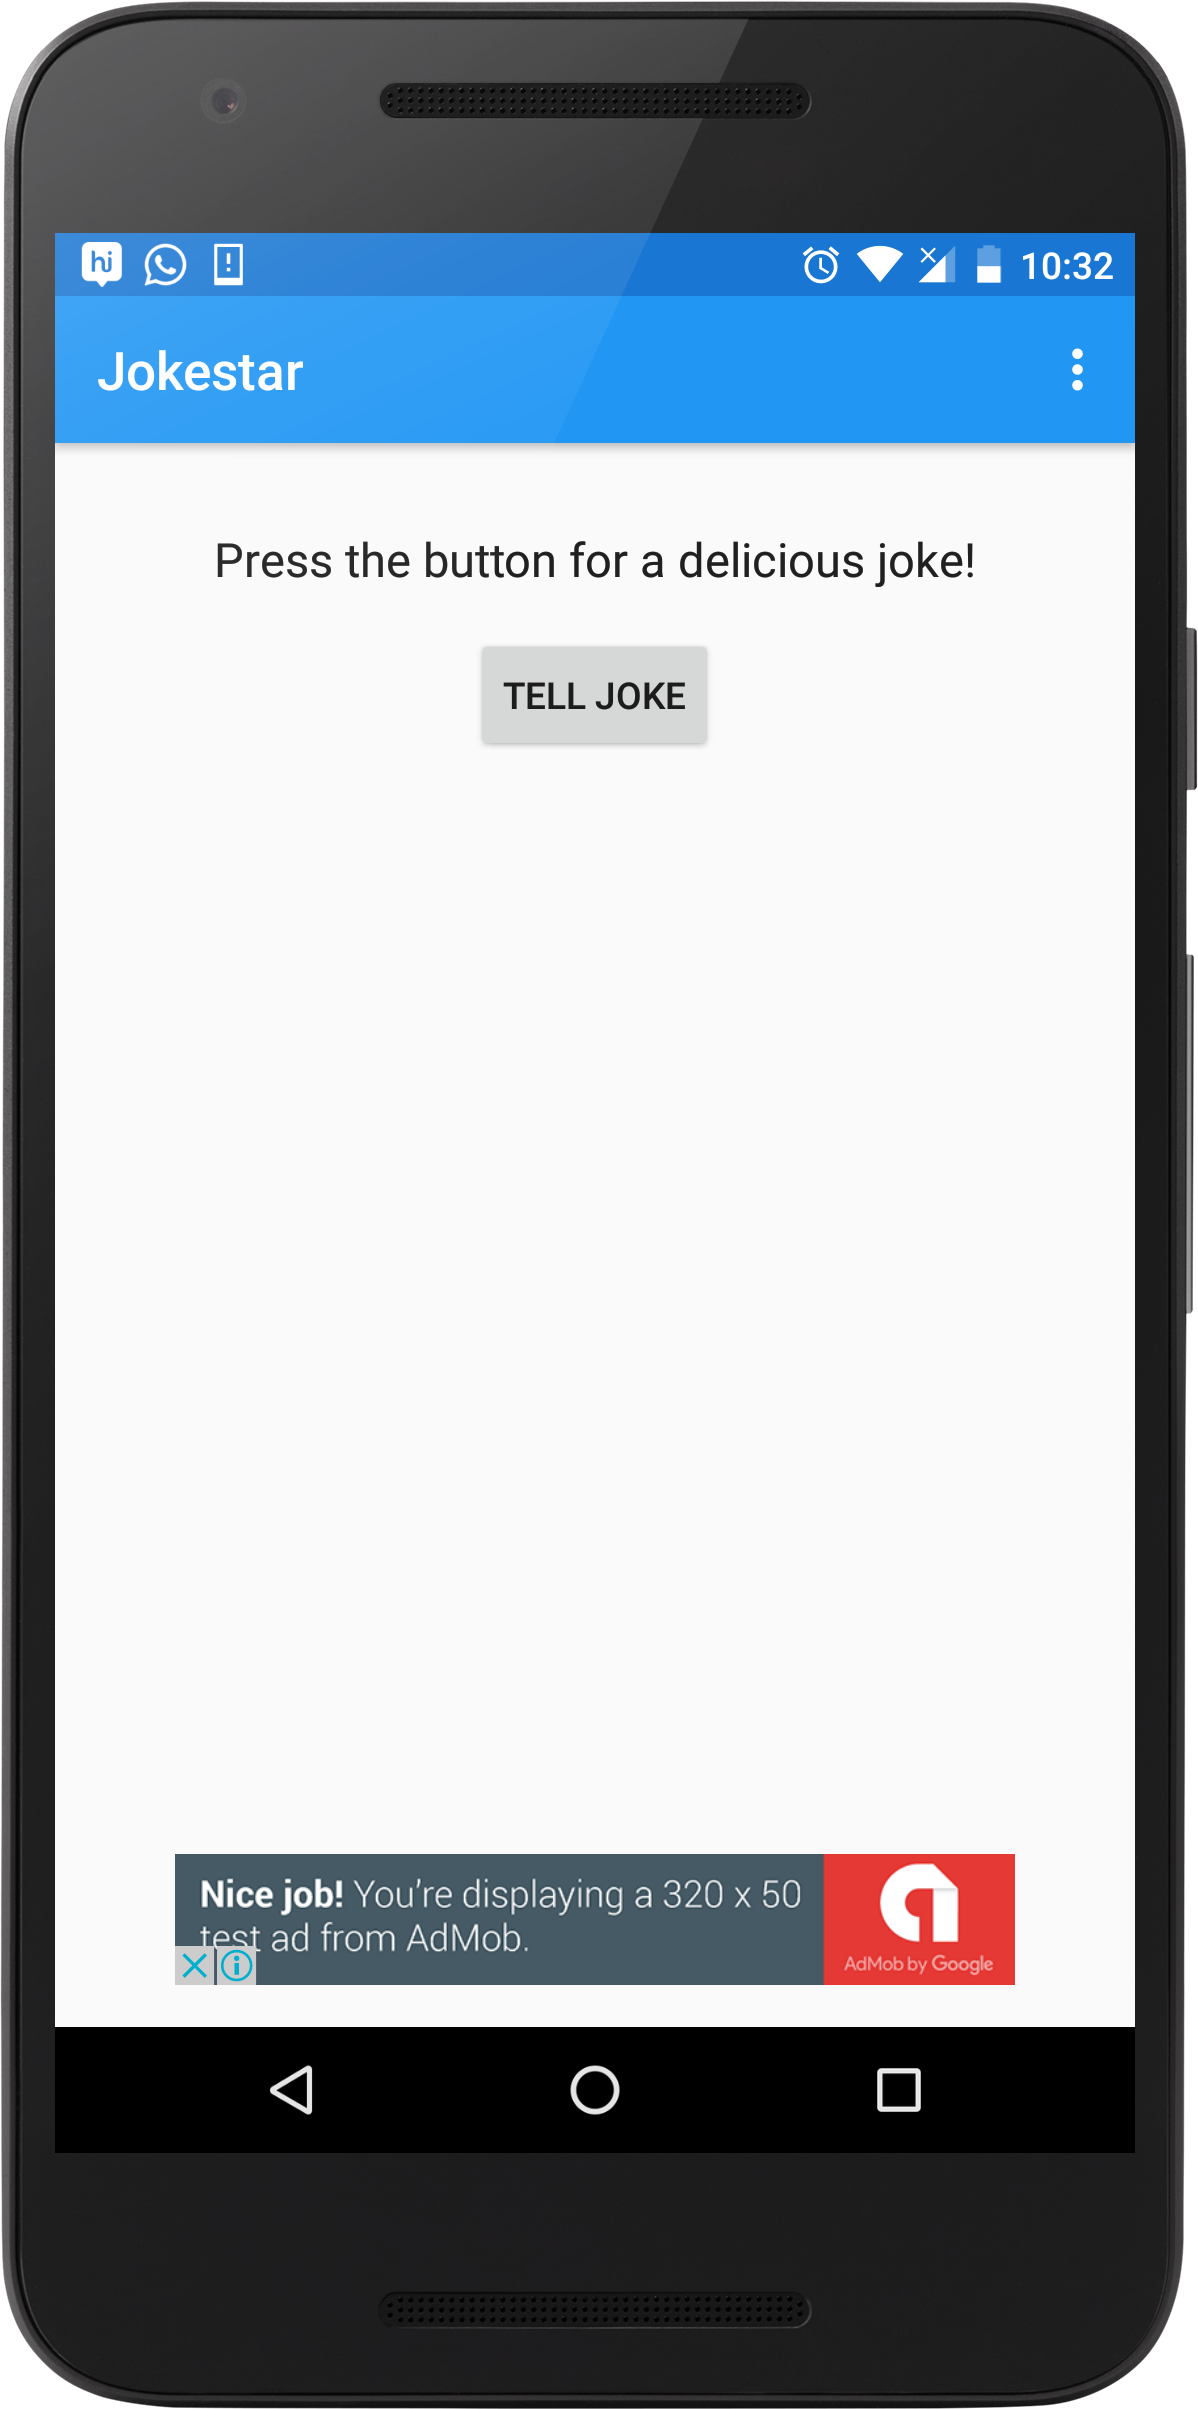 hi
10:32
Jokestar
Press the button for a delicious joke!
TELL JOKE
Nice job! You're displaying a 320 x 50
test ad from AdMob.
AdMob by Google